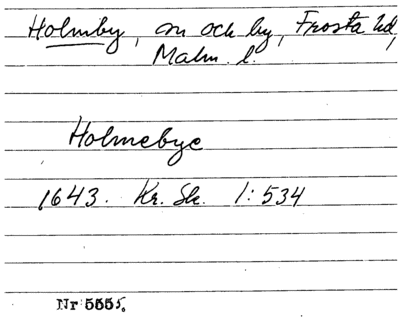 Holmby, sn och by, Frosta hd,
Malm. l.
Holmebye
1643. Kr. Sk. 1:534
Nr 5555.